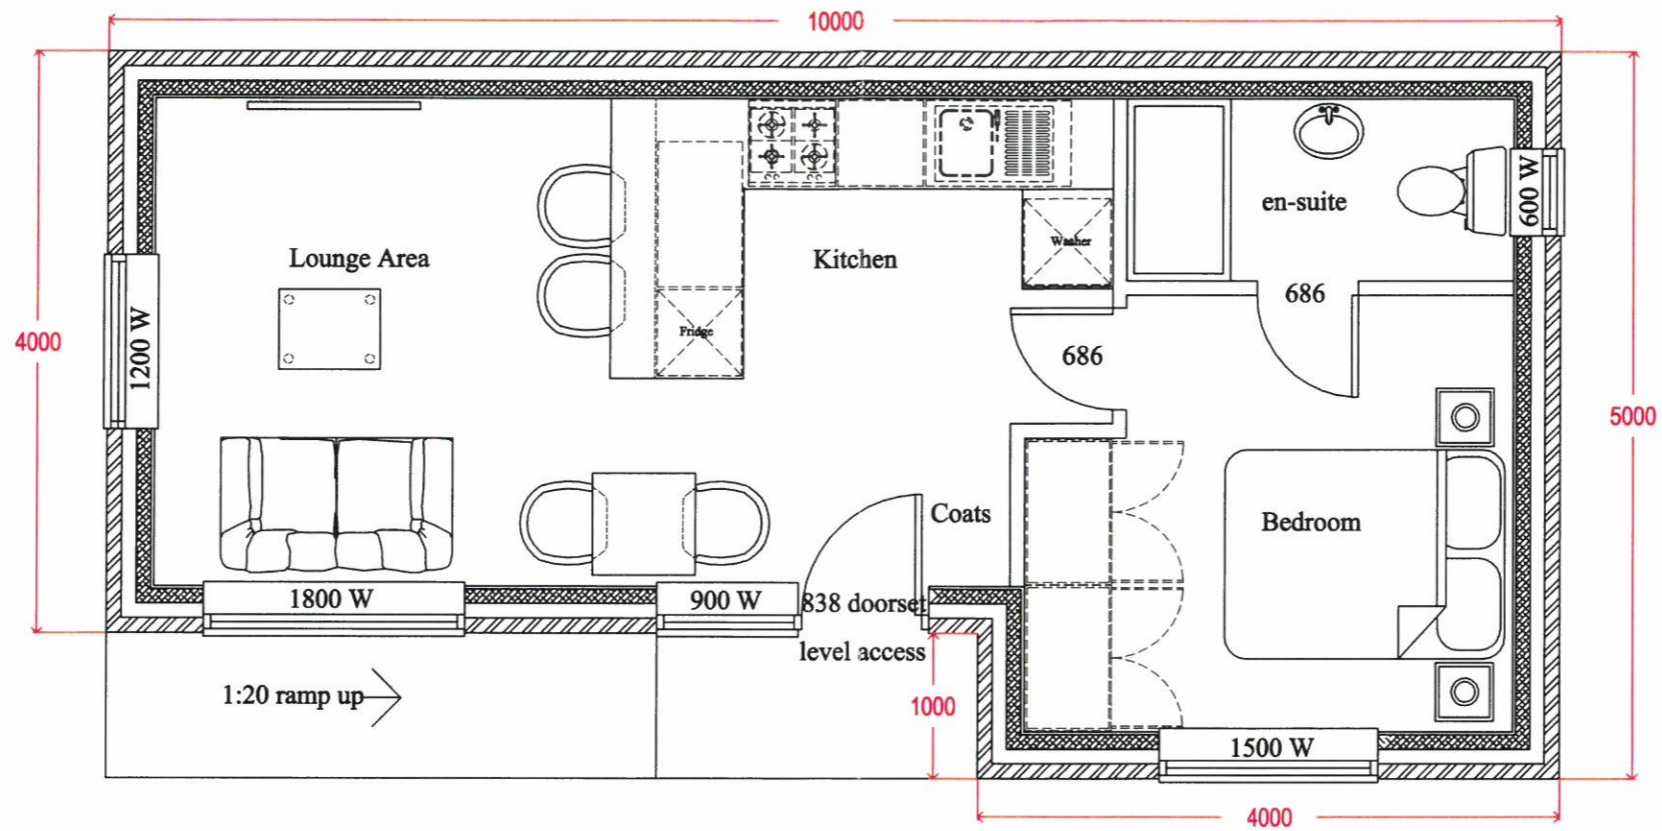 10000
en-suite
600 W
Washer
Lounge Area
Kitchen
686
Fridge
4000
1200 W
686
5000
Coats
Bedroom
1800 W
900 W
838 doorset
level access
1:20 ramp up
1000
1500 W
4000